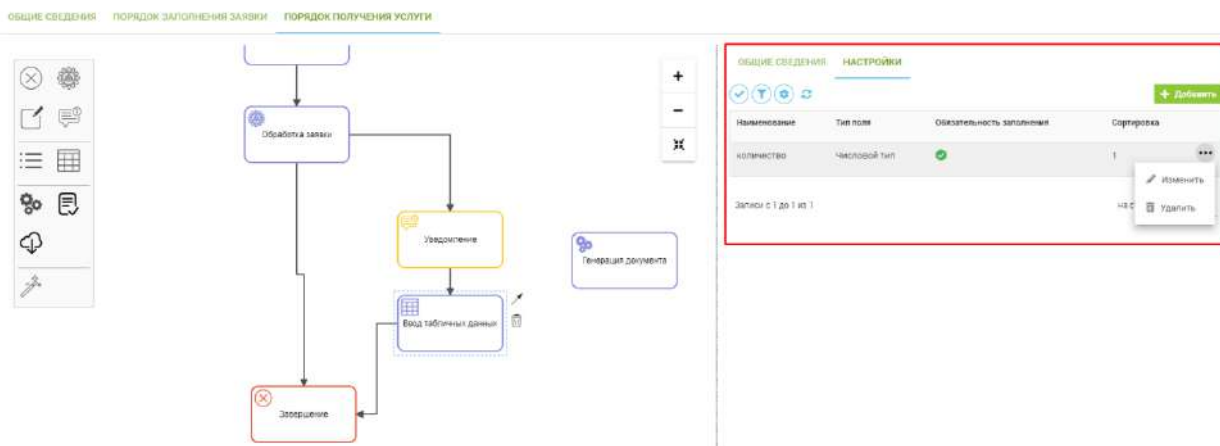 ОБЩИЕ СВЕДЕНИЯ ПОРЯДОК ЗАПОЛНЕНИЯ ЗАЯВКИ ПОРЯДОК ПОЛУЧЕНИЯ УСЛУГИ
ОБЩИЕ СВЕДЕНИЯ НАСТРОЙКИ
+ Добавить
Наименование Тип поля Обязательность заполнения Сортировка
количество Числовой тип 1
Изменить
Удалить
Записи с 1 до 1 из 1
на с
Обработка заявки
Уведомление
Генерация документа
Ввод табличных данных
Завершение